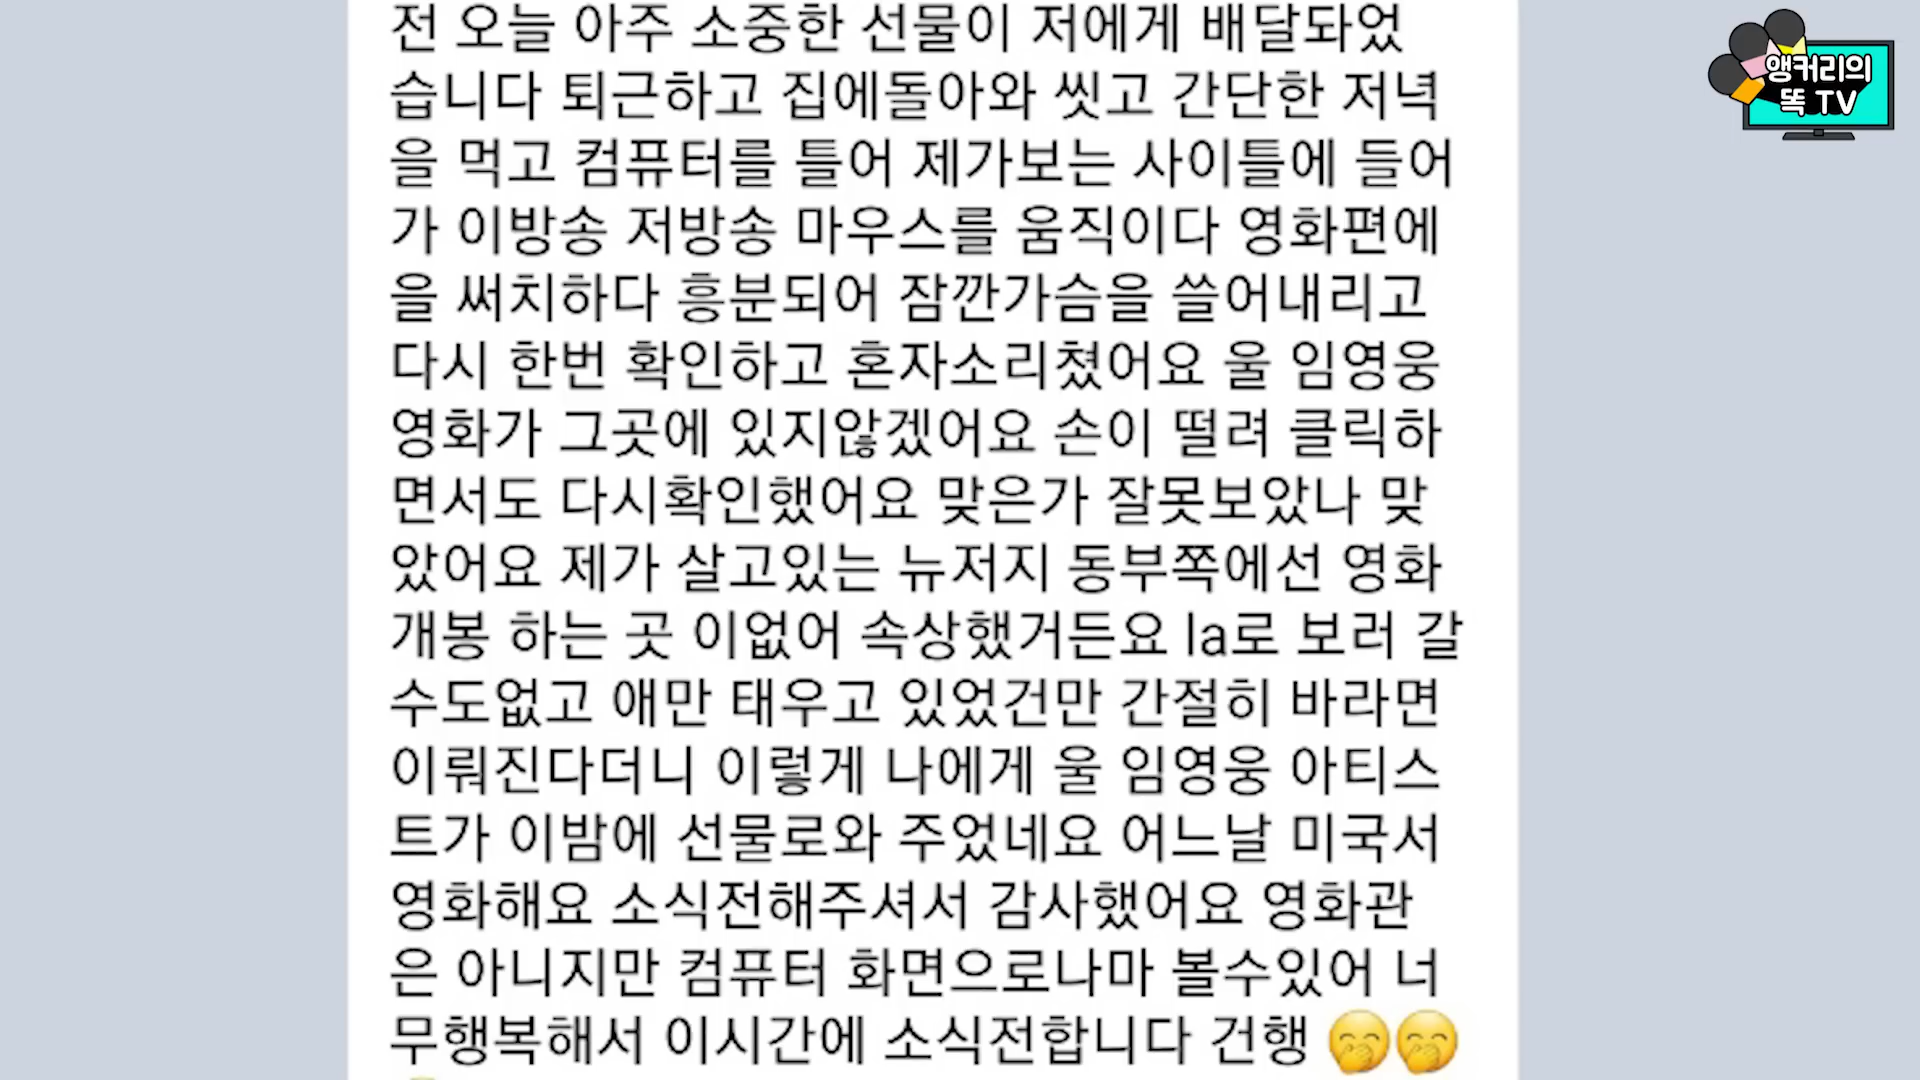 전 오늘 아주 소중한 선물이 저에게 배달돠었
습니다 퇴근하고 집에돌아와 씻고 간단한 저녁
을 먹고 컴퓨터를 틀어 제가보는 사이틀에 들어
가 이방송 저방송 마우스를 움직이다 영화편에
을 써치하다 흥분되어 잠깐가슴을 쓸어내리고
다시 한번 확인하고 혼자소리쳤어요 울 임영웅
영화가 그곳에 있지않겠어요 손이 떨려 클릭하
면서도 다시확인했어요 맞은가 잘못보았나 맞
았어요 제가 살고있는 뉴저지 동부쪽에선 영화
개봉 하는 곳 이없어 속상했거든요 la로 보러 갈
수도없고 애만 태우고 있었건만 간절히 바라면
이뤄진다더니 이렇게 나에게 울 임영웅 아티스
트가 이밤에 선물로와 주었네요 어느날 미국서
영화해요 소식전해주셔서 감사했어요 영화관
은 아니지만 컴퓨터 화면으로나마 볼수있어 너
무행복해서 이시간에 소식전합니다 건행 🤭🤭
앵커리의
똑 TV